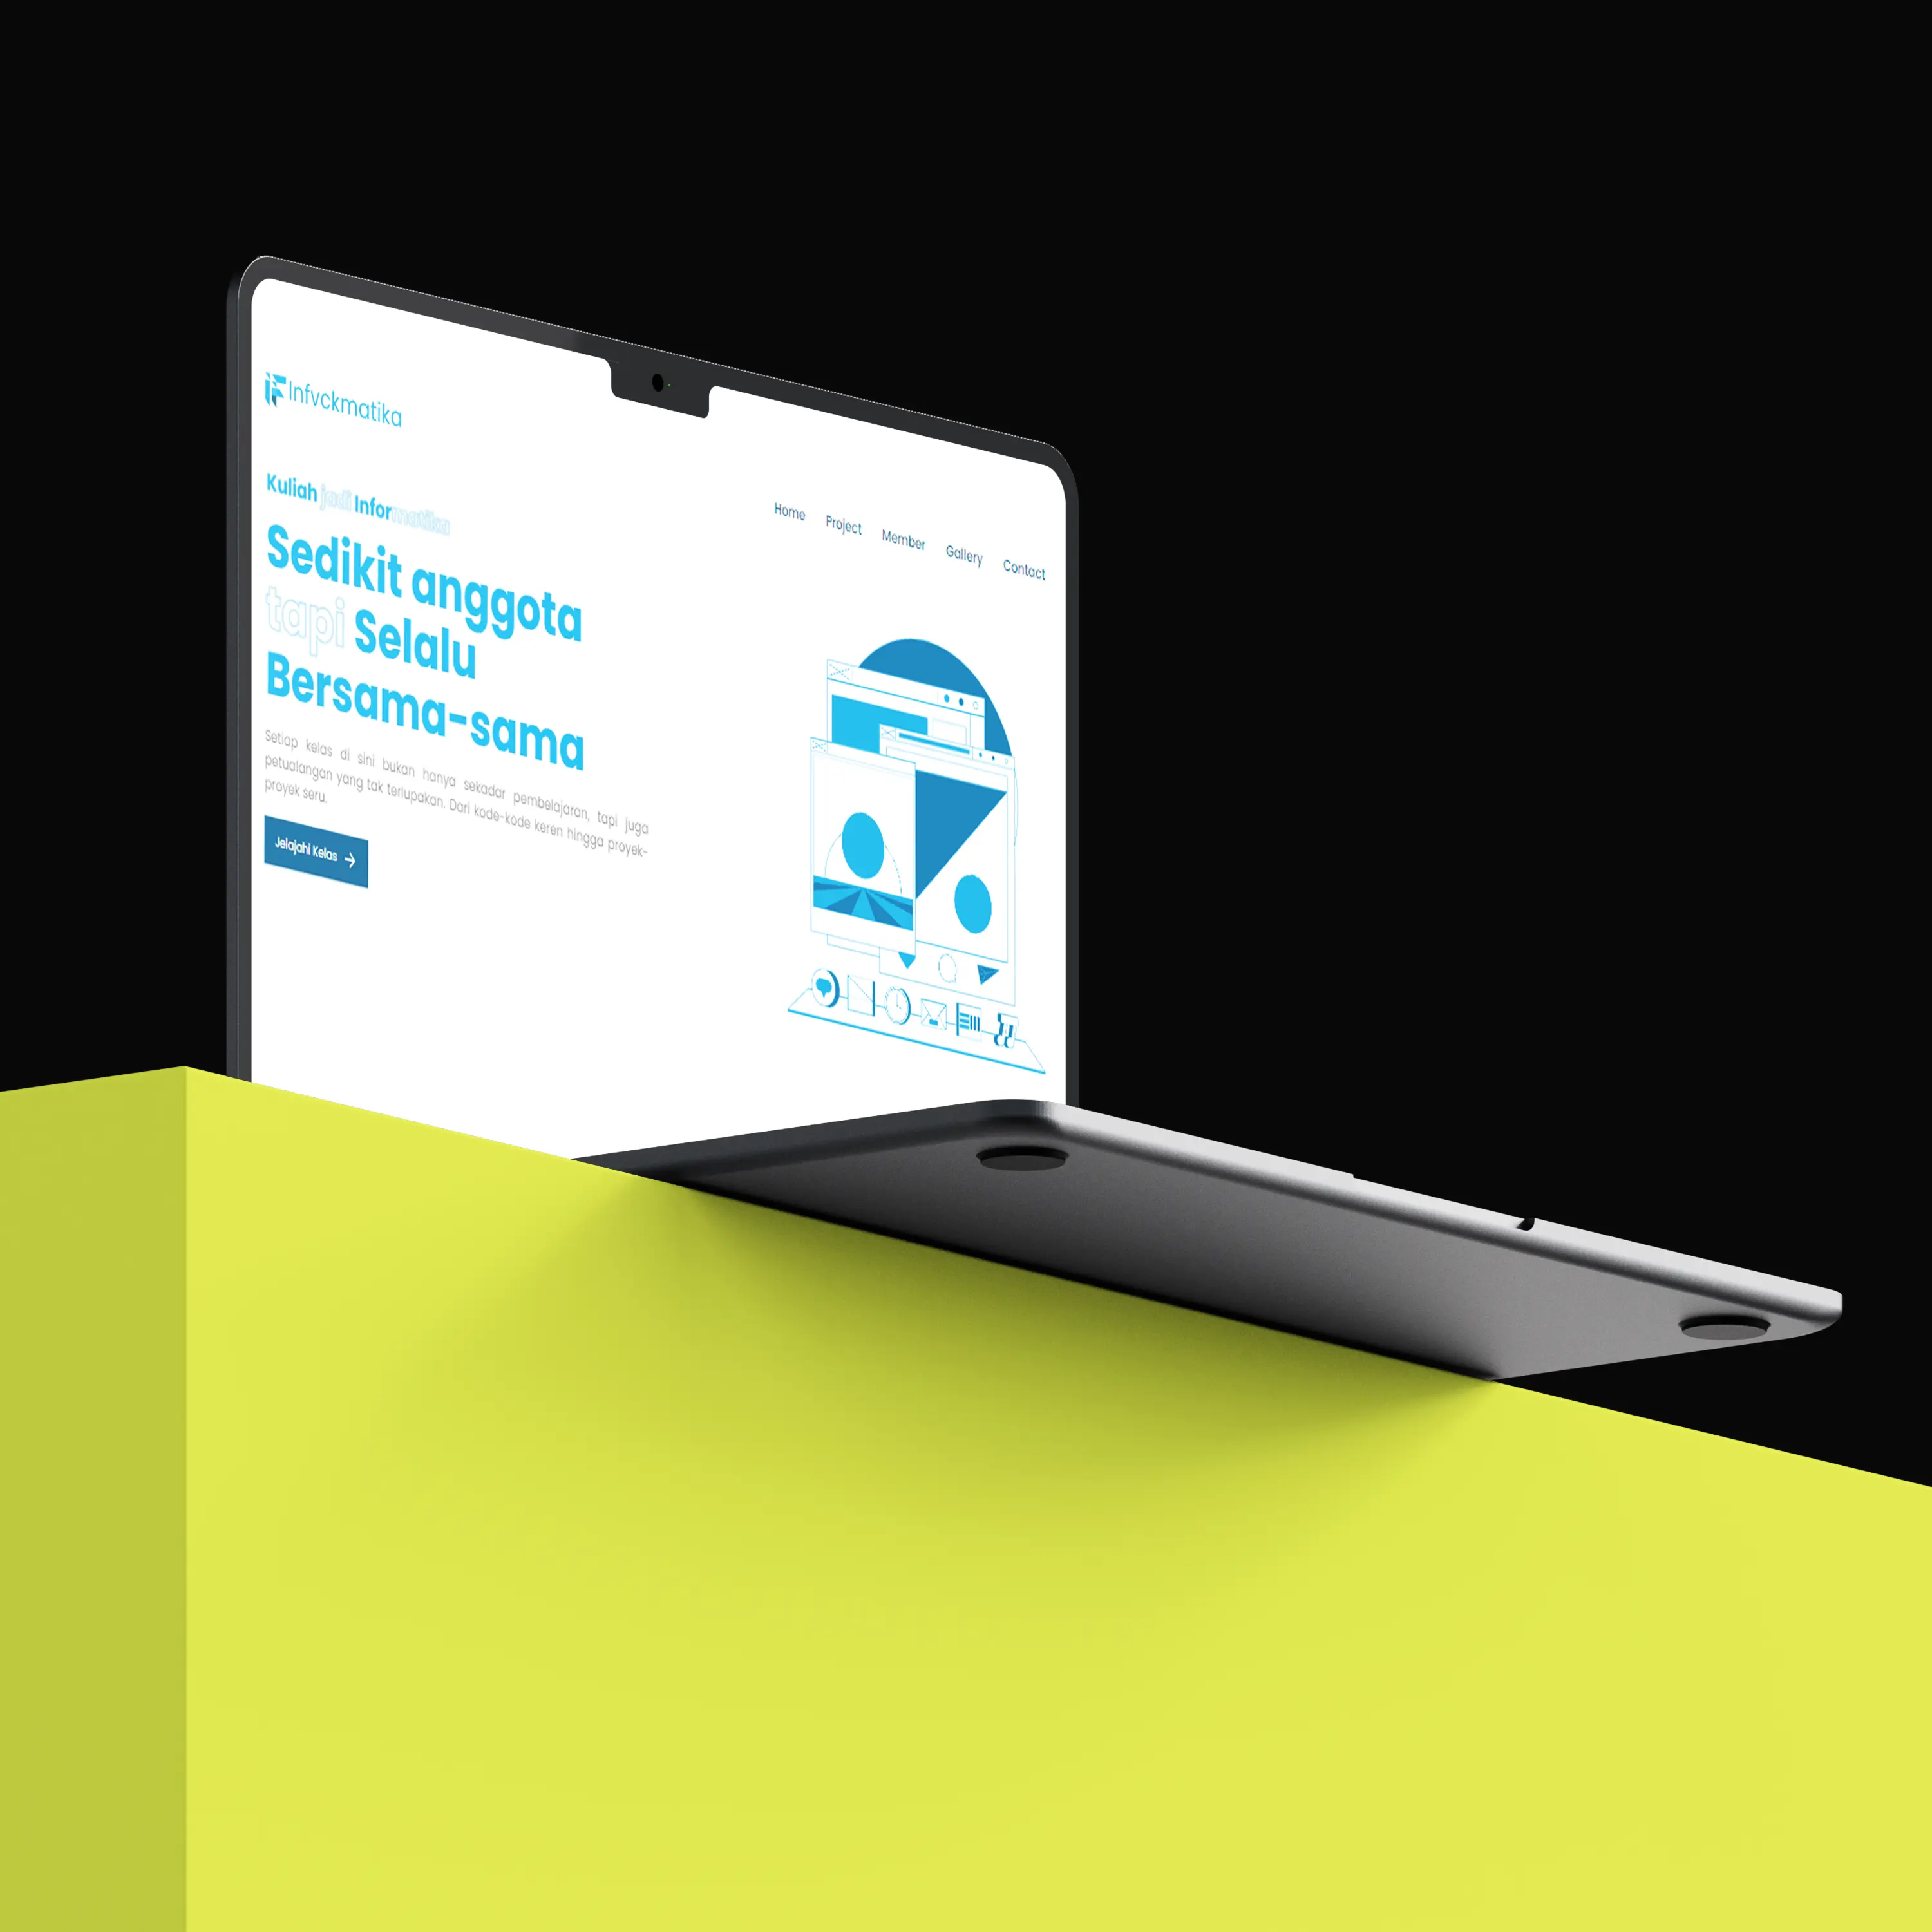 Infvckmatika
Home Project Member Gallery Contact
Kuliah jadi Informatika
Sedikit anggota
tapi Selalu
Bersama-sama
Setiap kelas di sini bukan hanya sekadar pembelajaran, tapi juga
petualangan yang tak terlupakan. Dari kode-kode keren hingga proyek-
proyek seru.
Jelajahi Kelas →